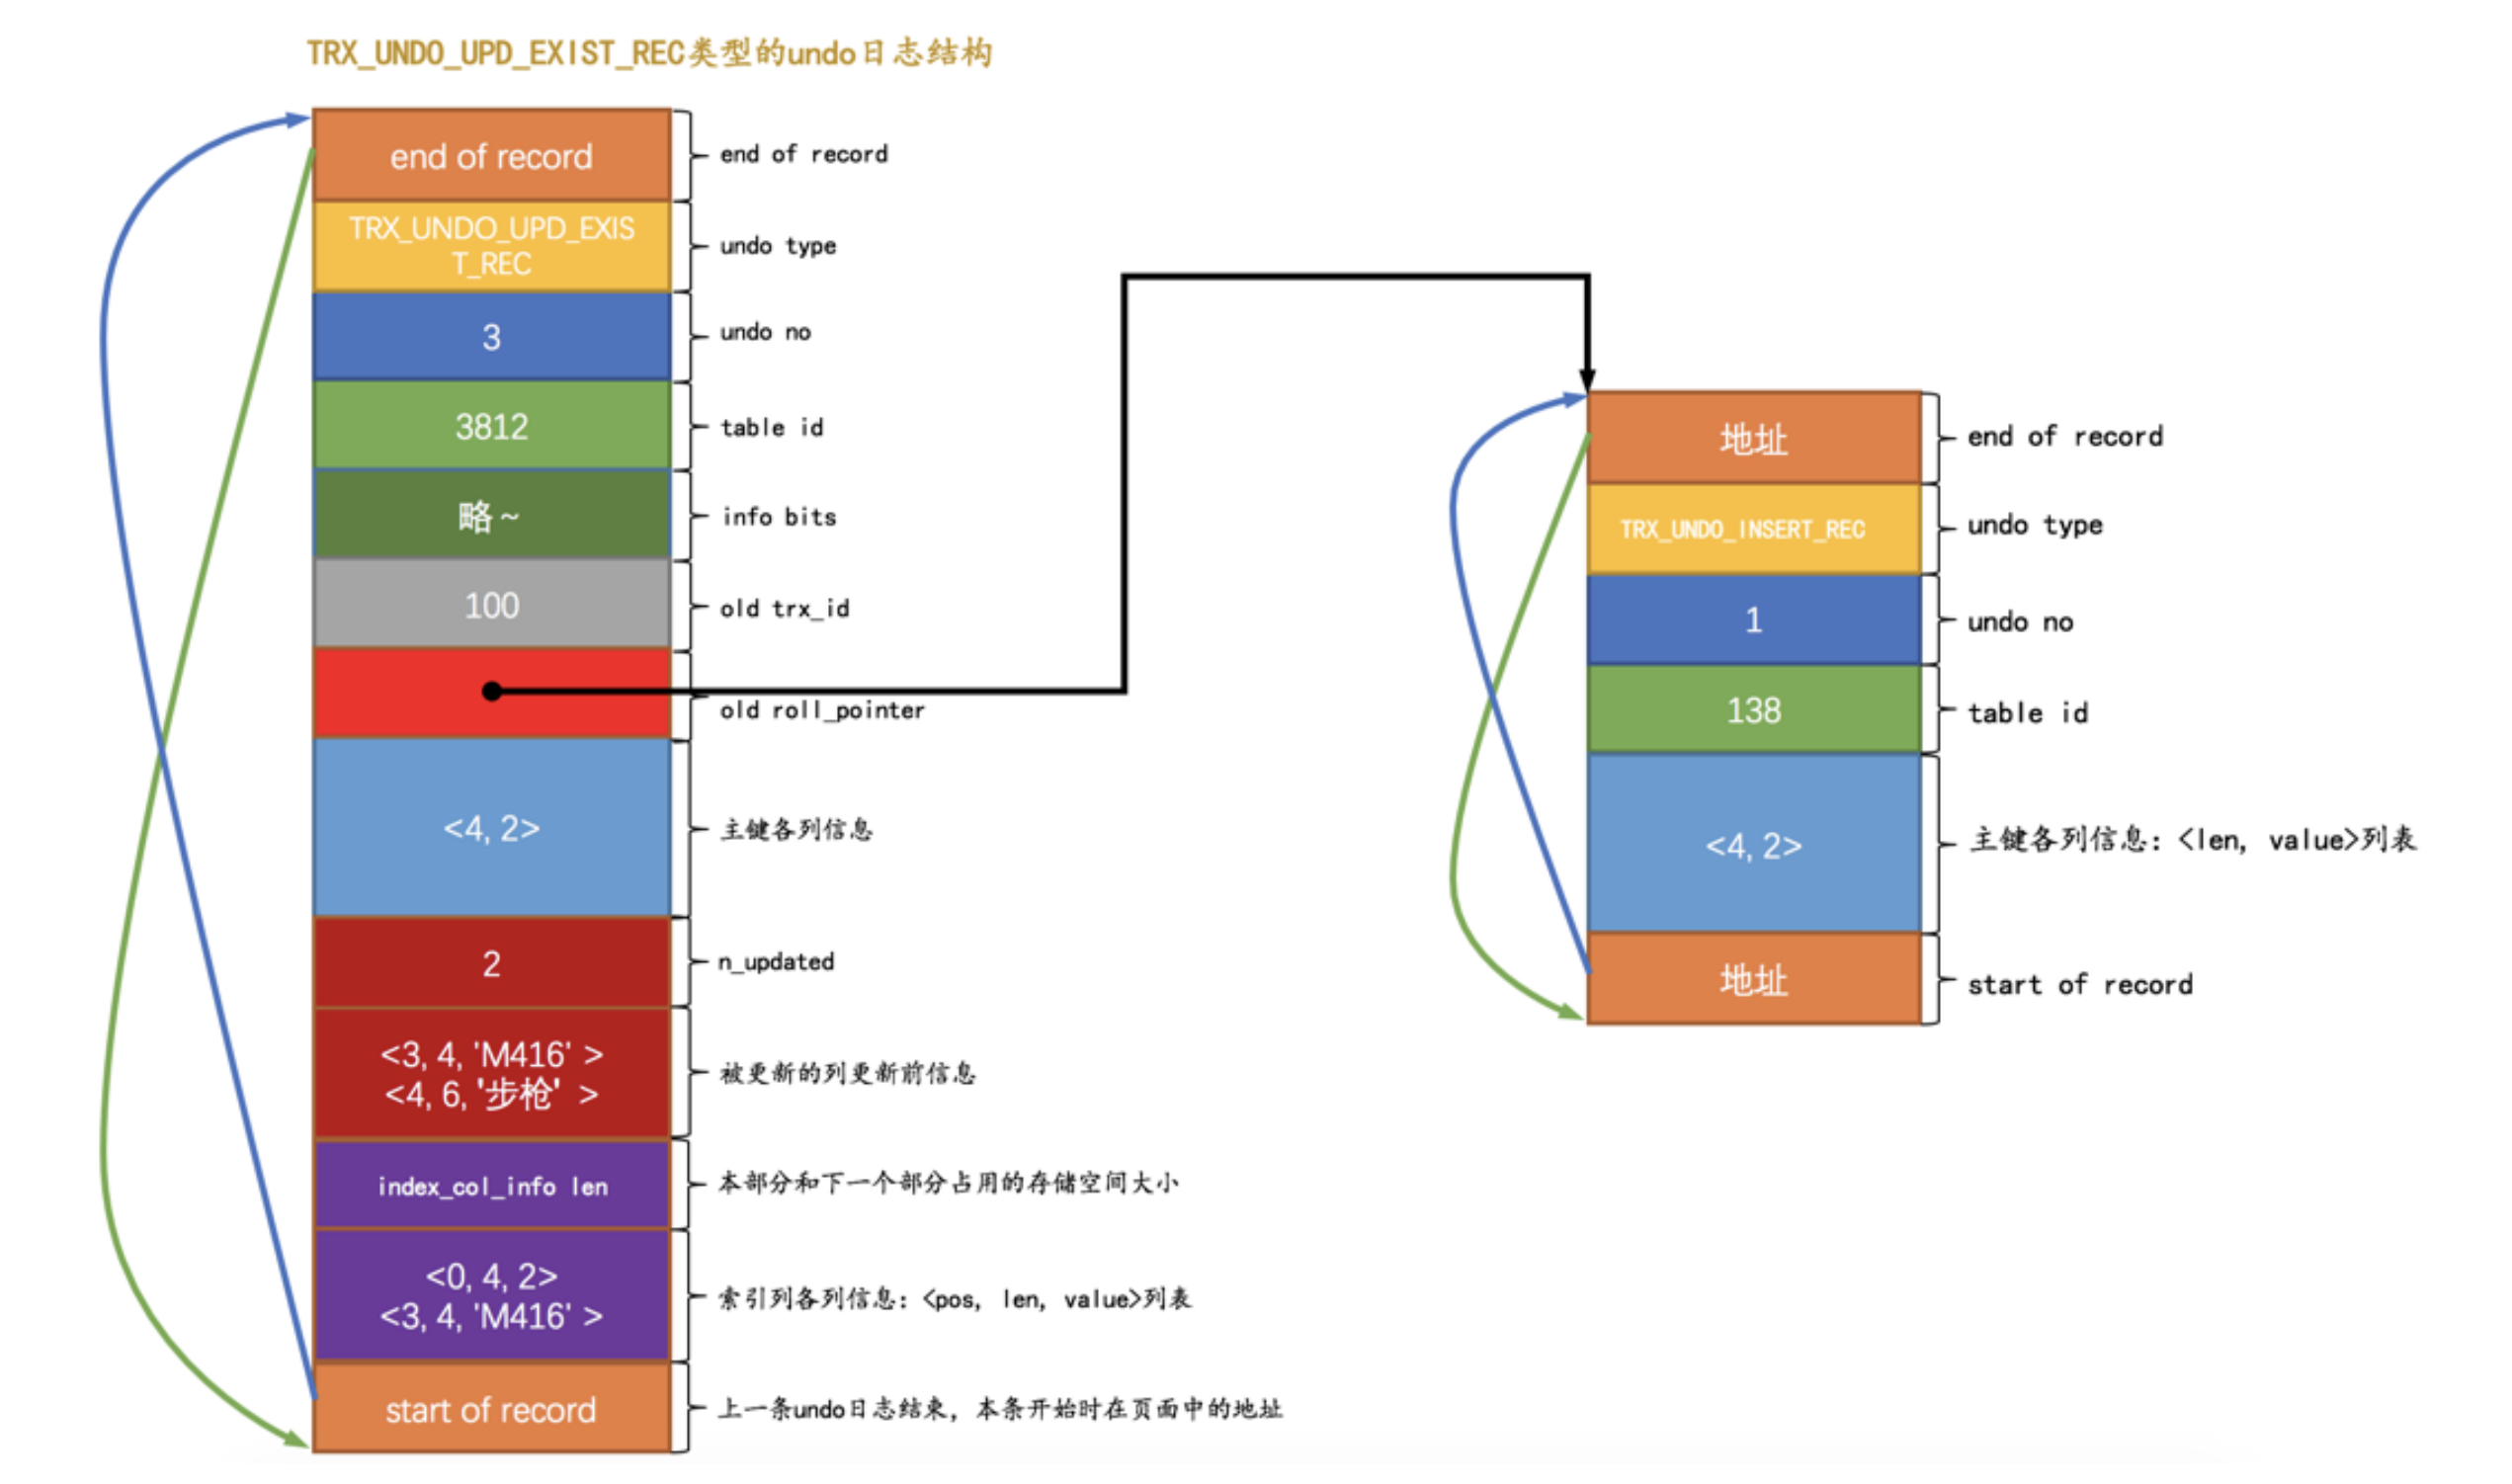 TRX_UNDO_UPD_EXIST_REC类型的undo日志结构
end of record
end of record
TRX_UNDO_UPD_EXIS
T_REC
undo type
3
undo no
3812
table id
略~
info bits
100
old trx_id
old roll_pointer
<4, 2>
主键各列信息
2
n_updated
<3, 4, 'M416' >
<4, 6, '步枪' >
被更新的列更新前信息
index_col_info len
本部分和下一个部分占用的存储空间大小
<0, 4, 2>
<3, 4, 'M416' >
索引列各列信息: <pos, len, value>列表
start of record
上一条undo日志结束, 本条开始时在页面中的地址
地址
end of record
TRX_UNDO_INSERT_REC
undo type
1
undo no
138
table id
<4, 2>
主键各列信息: <len, value>列表
地址
start of record